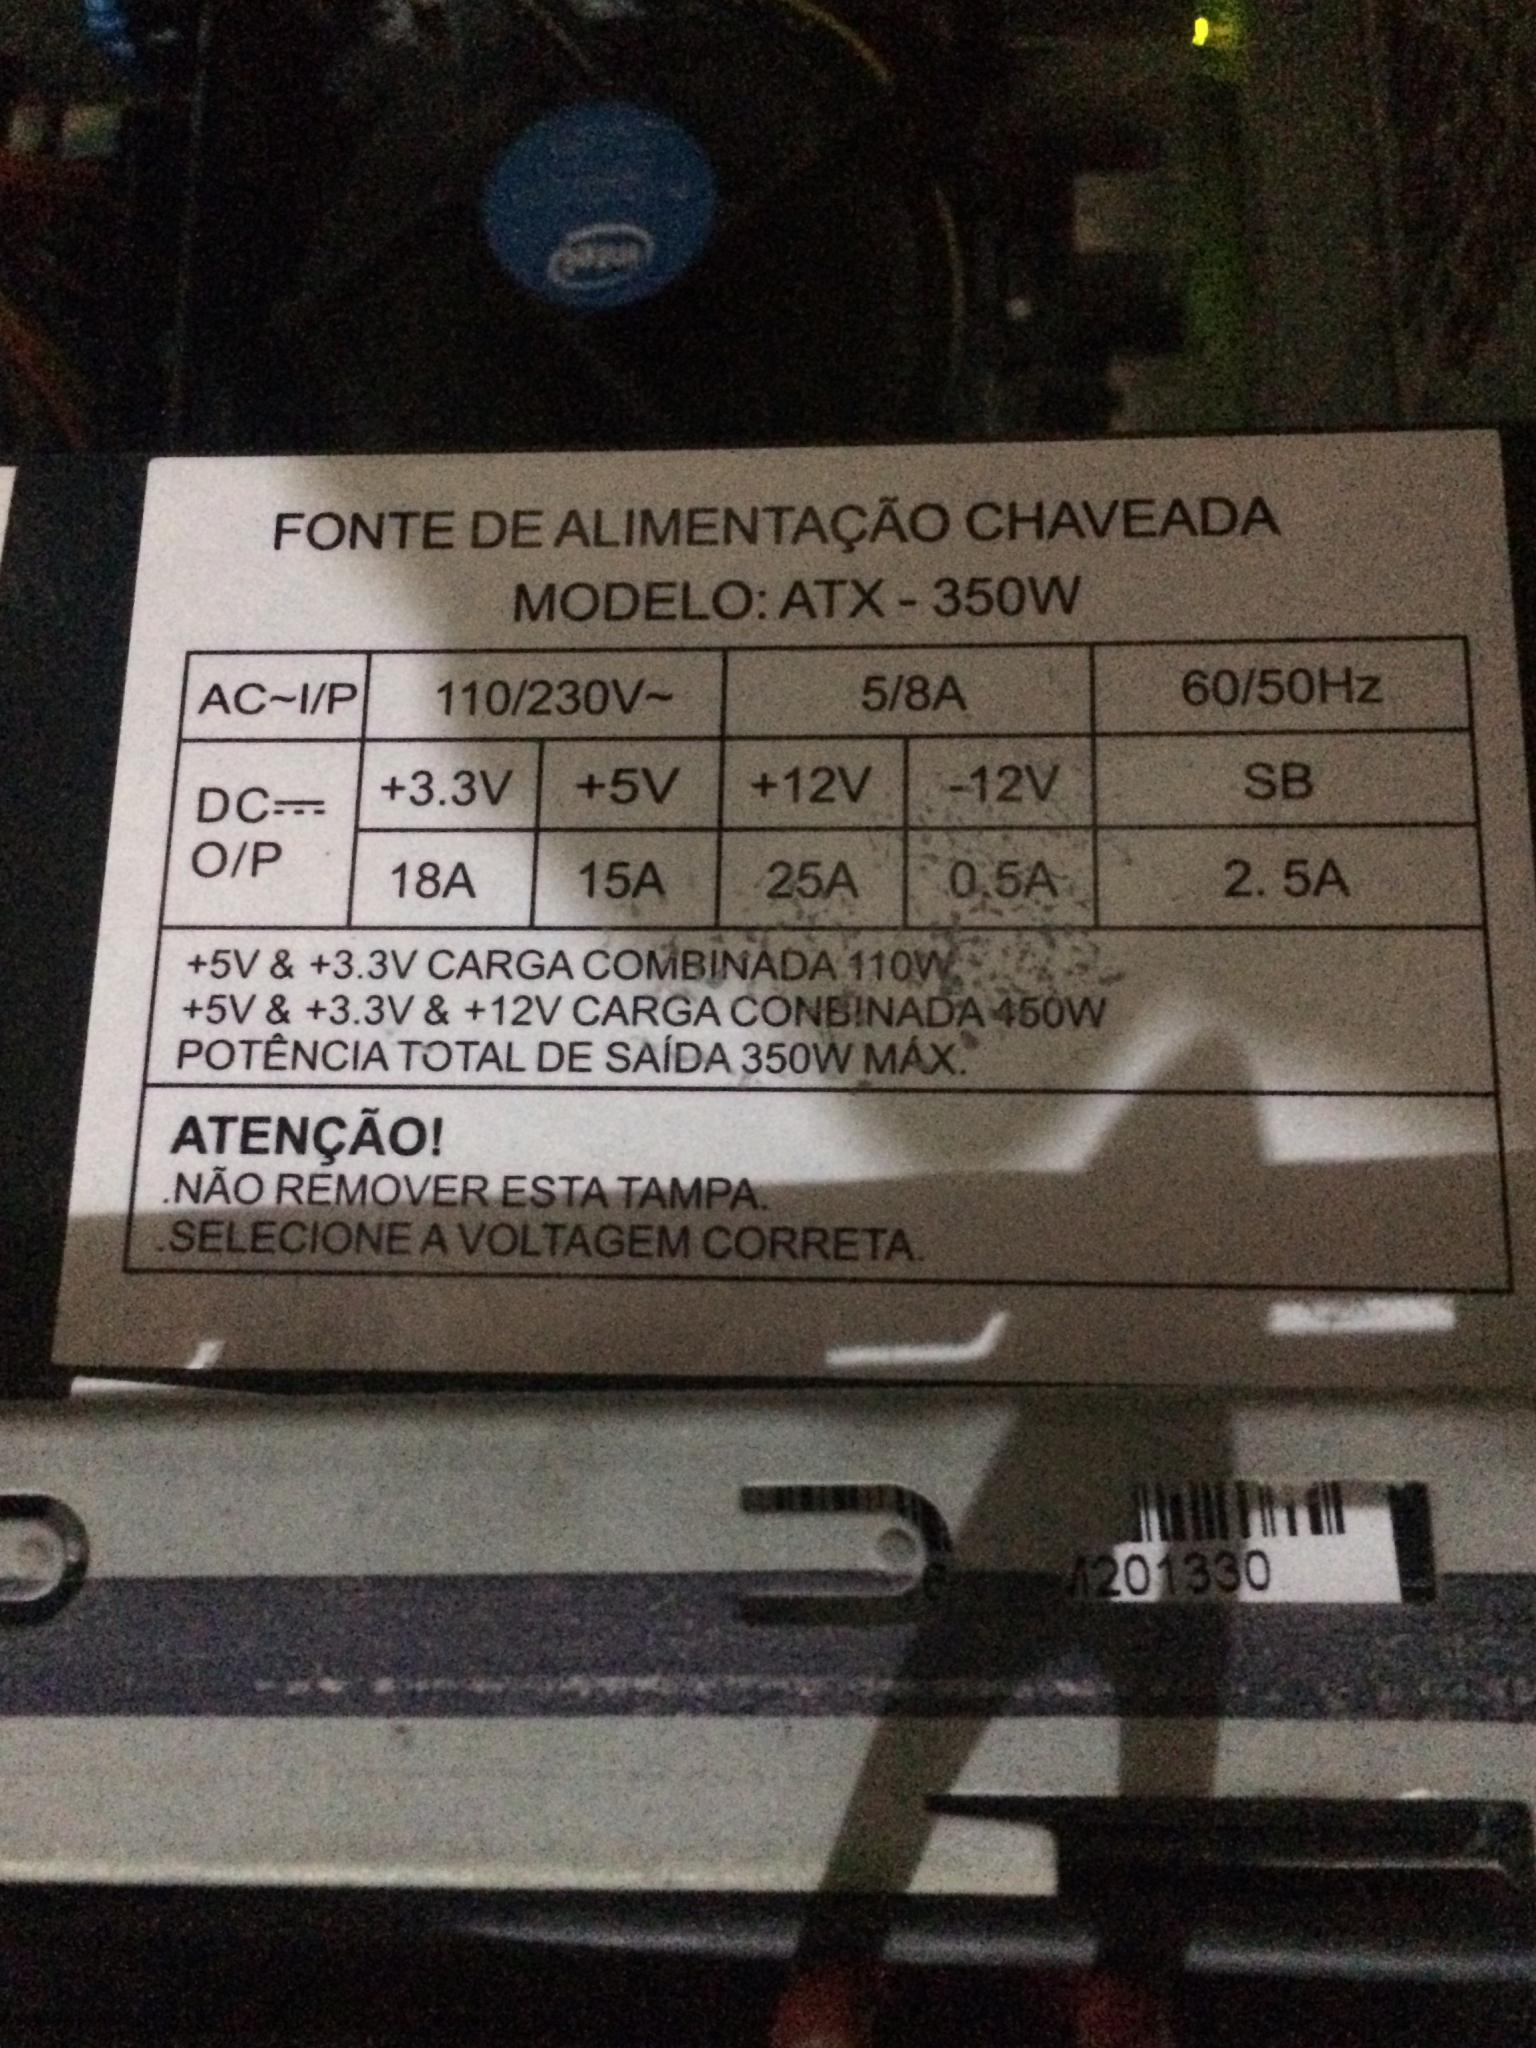 intel
FONTE DE ALIMENTAÇÃO CHAVEADA
MODELO: ATX - 350W
AC~I/P 110/230V~ 5/8A 60/50Hz
DC O/P +3.3V +5V +12V -12V SB
18A 15A 25A 0.5A 2. 5A
+5V & +3.3V CARGA COMBINADA 110W
+5V & +3.3V & +12V CARGA CONBINADA 450W
POTÊNCIA TOTAL DE SAÍDA 350W MÁX.
ATENÇÃO!
.NÃO REMOVER ESTA TAMPA.
.SELECIONE A VOLTAGEM CORRETA.
201330